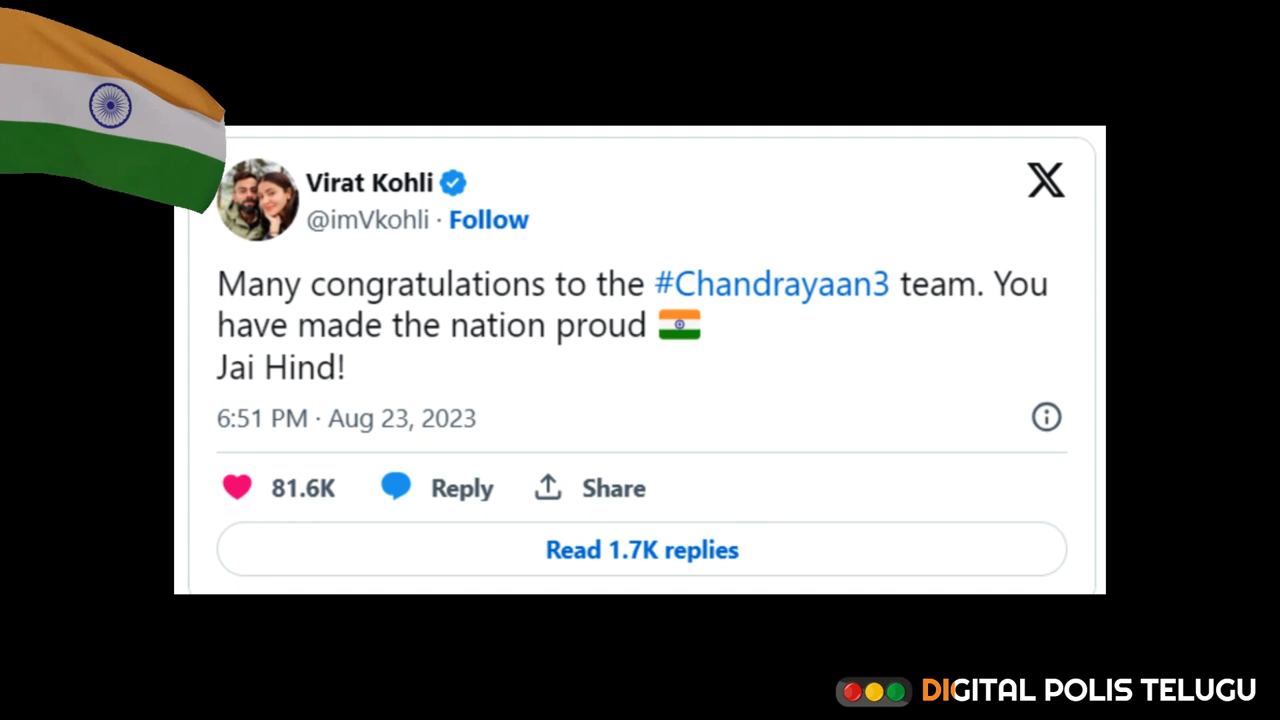 Virat Kohli
@imVkohli · Follow
Many congratulations to the #Chandrayaan3 team. You
have made the nation proud 🇮🇳
Jai Hind!
6:51 PM · Aug 23, 2023
81.6K Reply Share
Read 1.7K replies
DIGITAL POLIS TELUGU